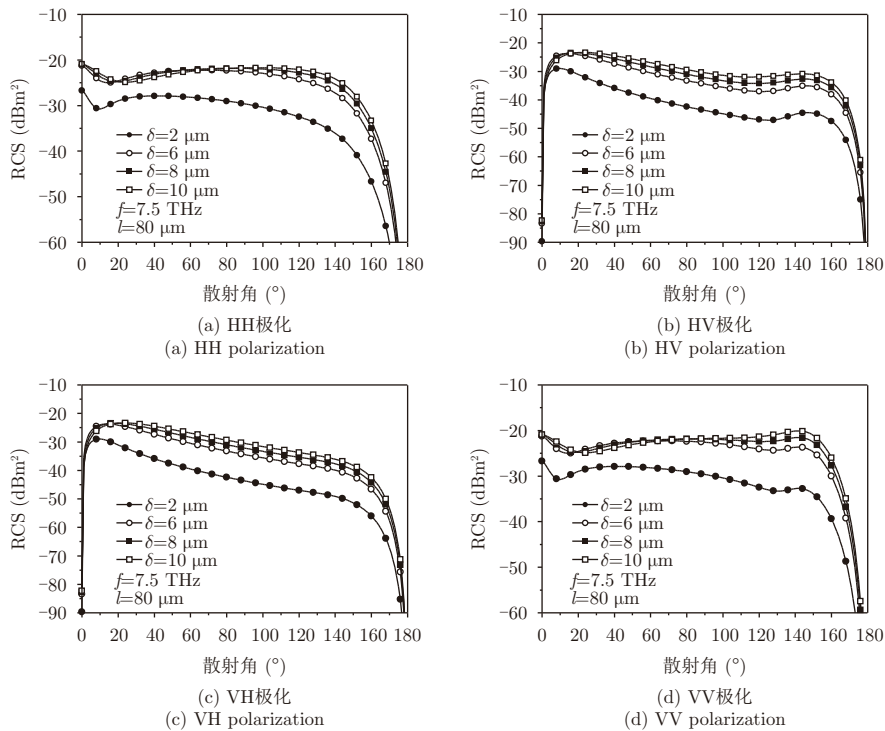 −10
−20
−30
−40
−50
−60
RCS (dBm²)
δ=2 μm
δ=6 μm
δ=8 μm
δ=10 μm
f=7.5 THz
l=80 μm
0 20 40 60 80 100 120 140 160 180
散射角 (°)
(a) HH极化
(a) HH polarization
−10
−20
−30
−40
−50
−60
−70
−80
−90
RCS (dBm²)
δ=2 μm
δ=6 μm
δ=8 μm
δ=10 μm
f=7.5 THz
l=80 μm
0 20 40 60 80 100 120 140 160 180
散射角 (°)
(b) HV极化
(b) HV polarization
−10
−20
−30
−40
−50
−60
−70
−80
−90
RCS (dBm²)
δ=2 μm
δ=6 μm
δ=8 μm
δ=10 μm
f=7.5 THz
l=80 μm
0 20 40 60 80 100 120 140 160 180
散射角 (°)
(c) VH极化
(c) VH polarization
−10
−20
−30
−40
−50
−60
RCS (dBm²)
δ=2 μm
δ=6 μm
δ=8 μm
δ=10 μm
f=7.5 THz
l=80 μm
0 20 40 60 80 100 120 140 160 180
散射角 (°)
(d) VV极化
(d) VV polarization